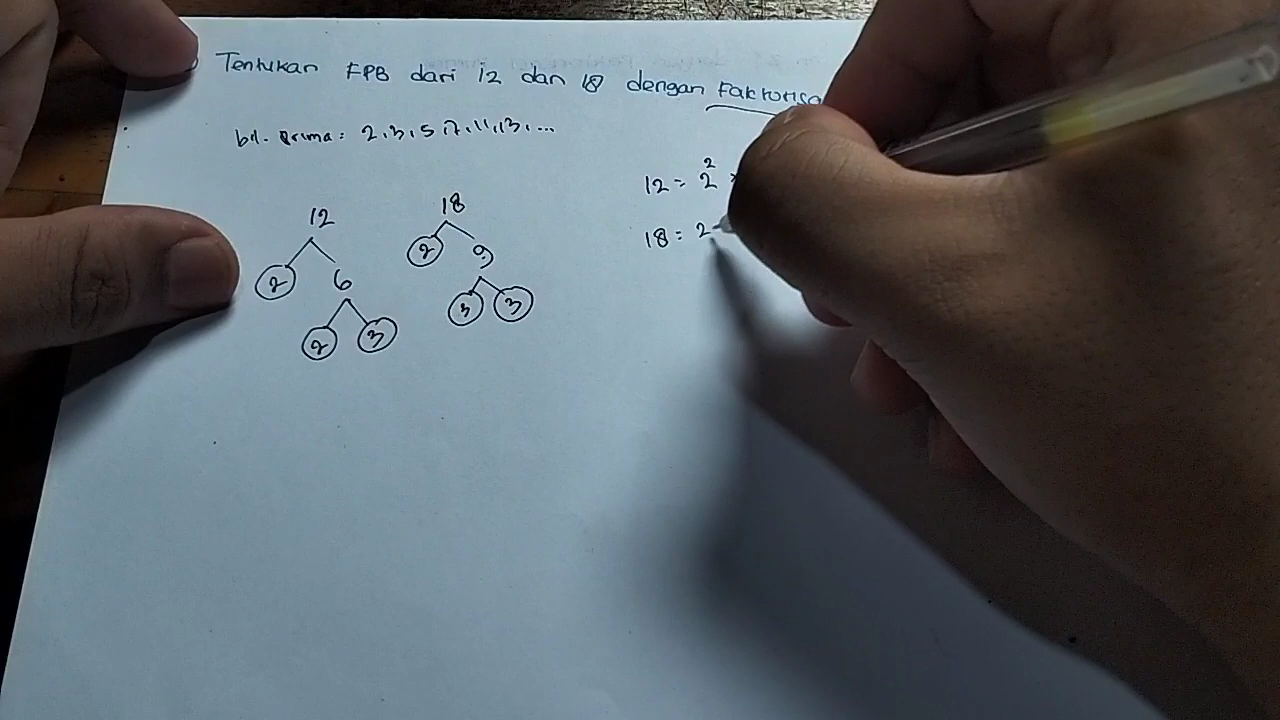 Tentukan FPB dari 12 dan 18 dengan Faktorisa
bil. Prima = 2, 3, 5, 7, 11, 13, ...
12 = 2² ×
18 = 2
12
2 6
2 3
18
2 9
3 3